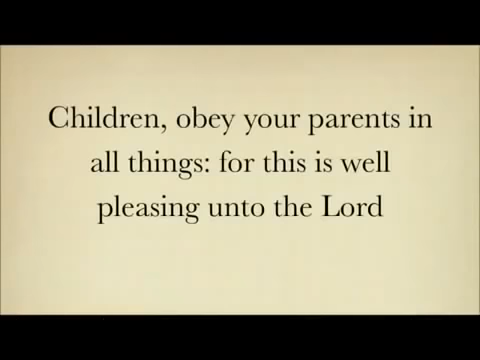 Children, obey your parents in
all things: for this is well
pleasing unto the Lord